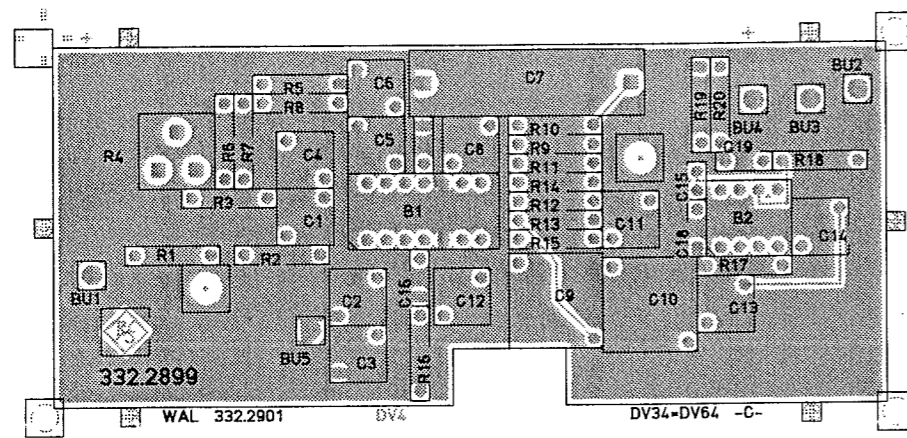 C6
C7
BU2
R5
R8
R19
R20
BU4
BU3
R10
R4
R6
R7
C4
C5
C8
R9
R11
C19
R18
R14
C15
R3
C1
B1
R12
R13
C11
B2
R15
C18
C14
R1
R2
R17
BU1
C2
C16
C12
C9
C10
C13
BU5
C3
R16
332.2899
WAL 332.2901
DV4
DV34=DV64 -C-